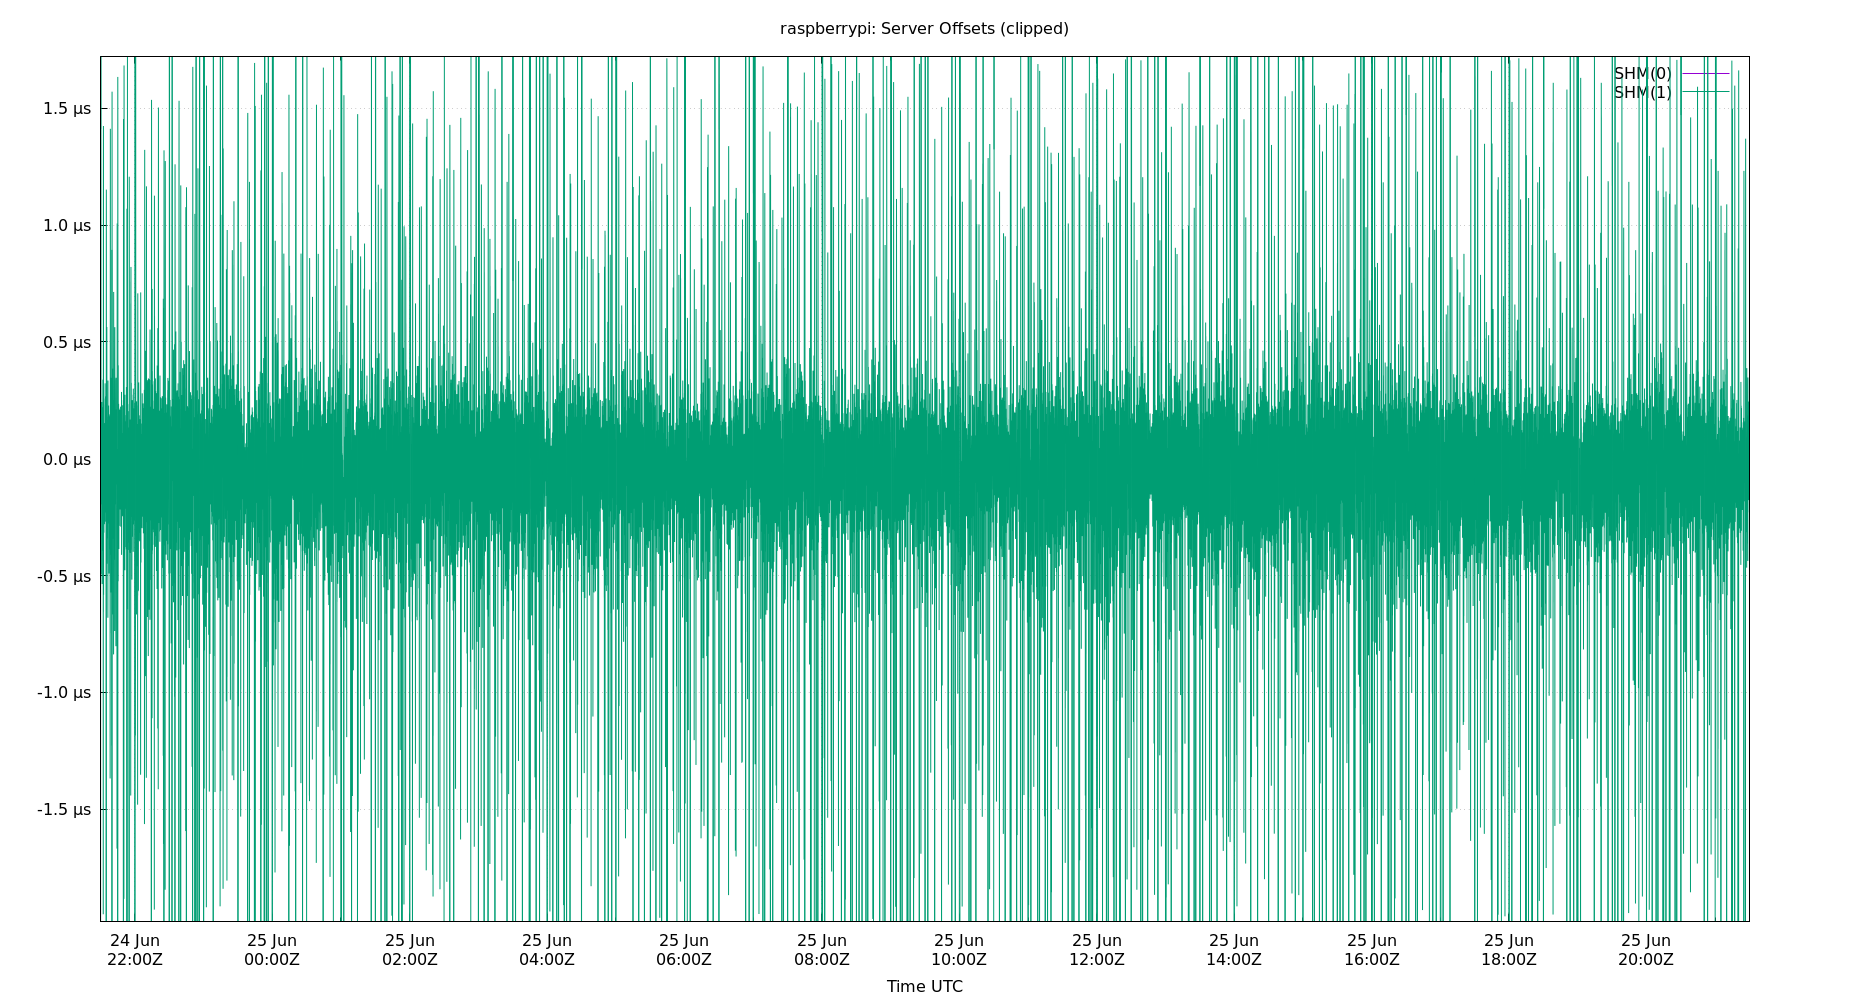 raspberrypi: Server Offsets (clipped)
SHM(0)
SHM(1)
1.5 µs
1.0 µs
0.5 µs
0.0 µs
-0.5 µs
-1.0 µs
-1.5 µs
24 Jun 25 Jun 25 Jun 25 Jun 25 Jun 25 Jun 25 Jun 25 Jun 25 Jun 25 Jun 25 Jun 25 Jun
22:00Z 00:00Z 02:00Z 04:00Z 06:00Z 08:00Z 10:00Z 12:00Z 14:00Z 16:00Z 18:00Z 20:00Z
Time UTC